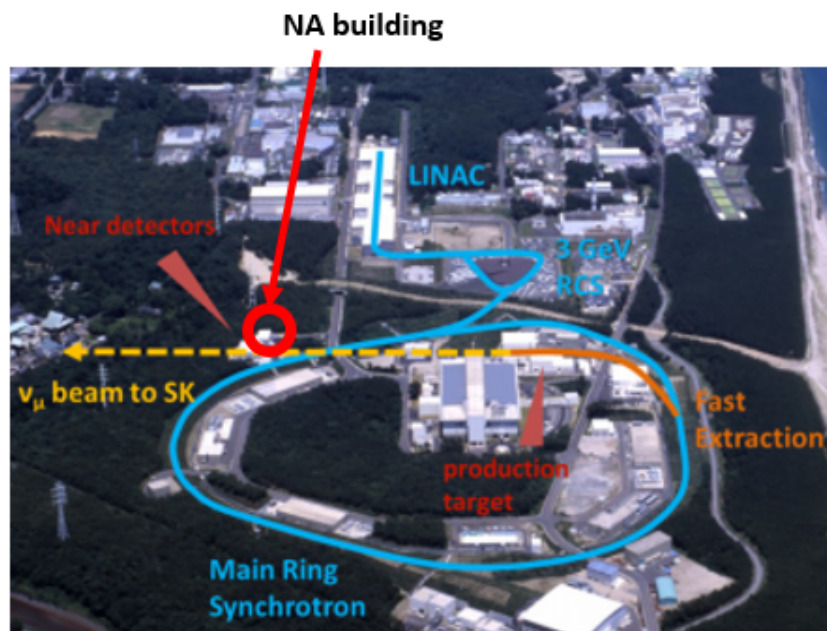 NA building
LINAC
Near detectors
3 GeV
RCS
νμ beam to SK
Fast
Extraction
production
target
Main Ring
Synchrotron